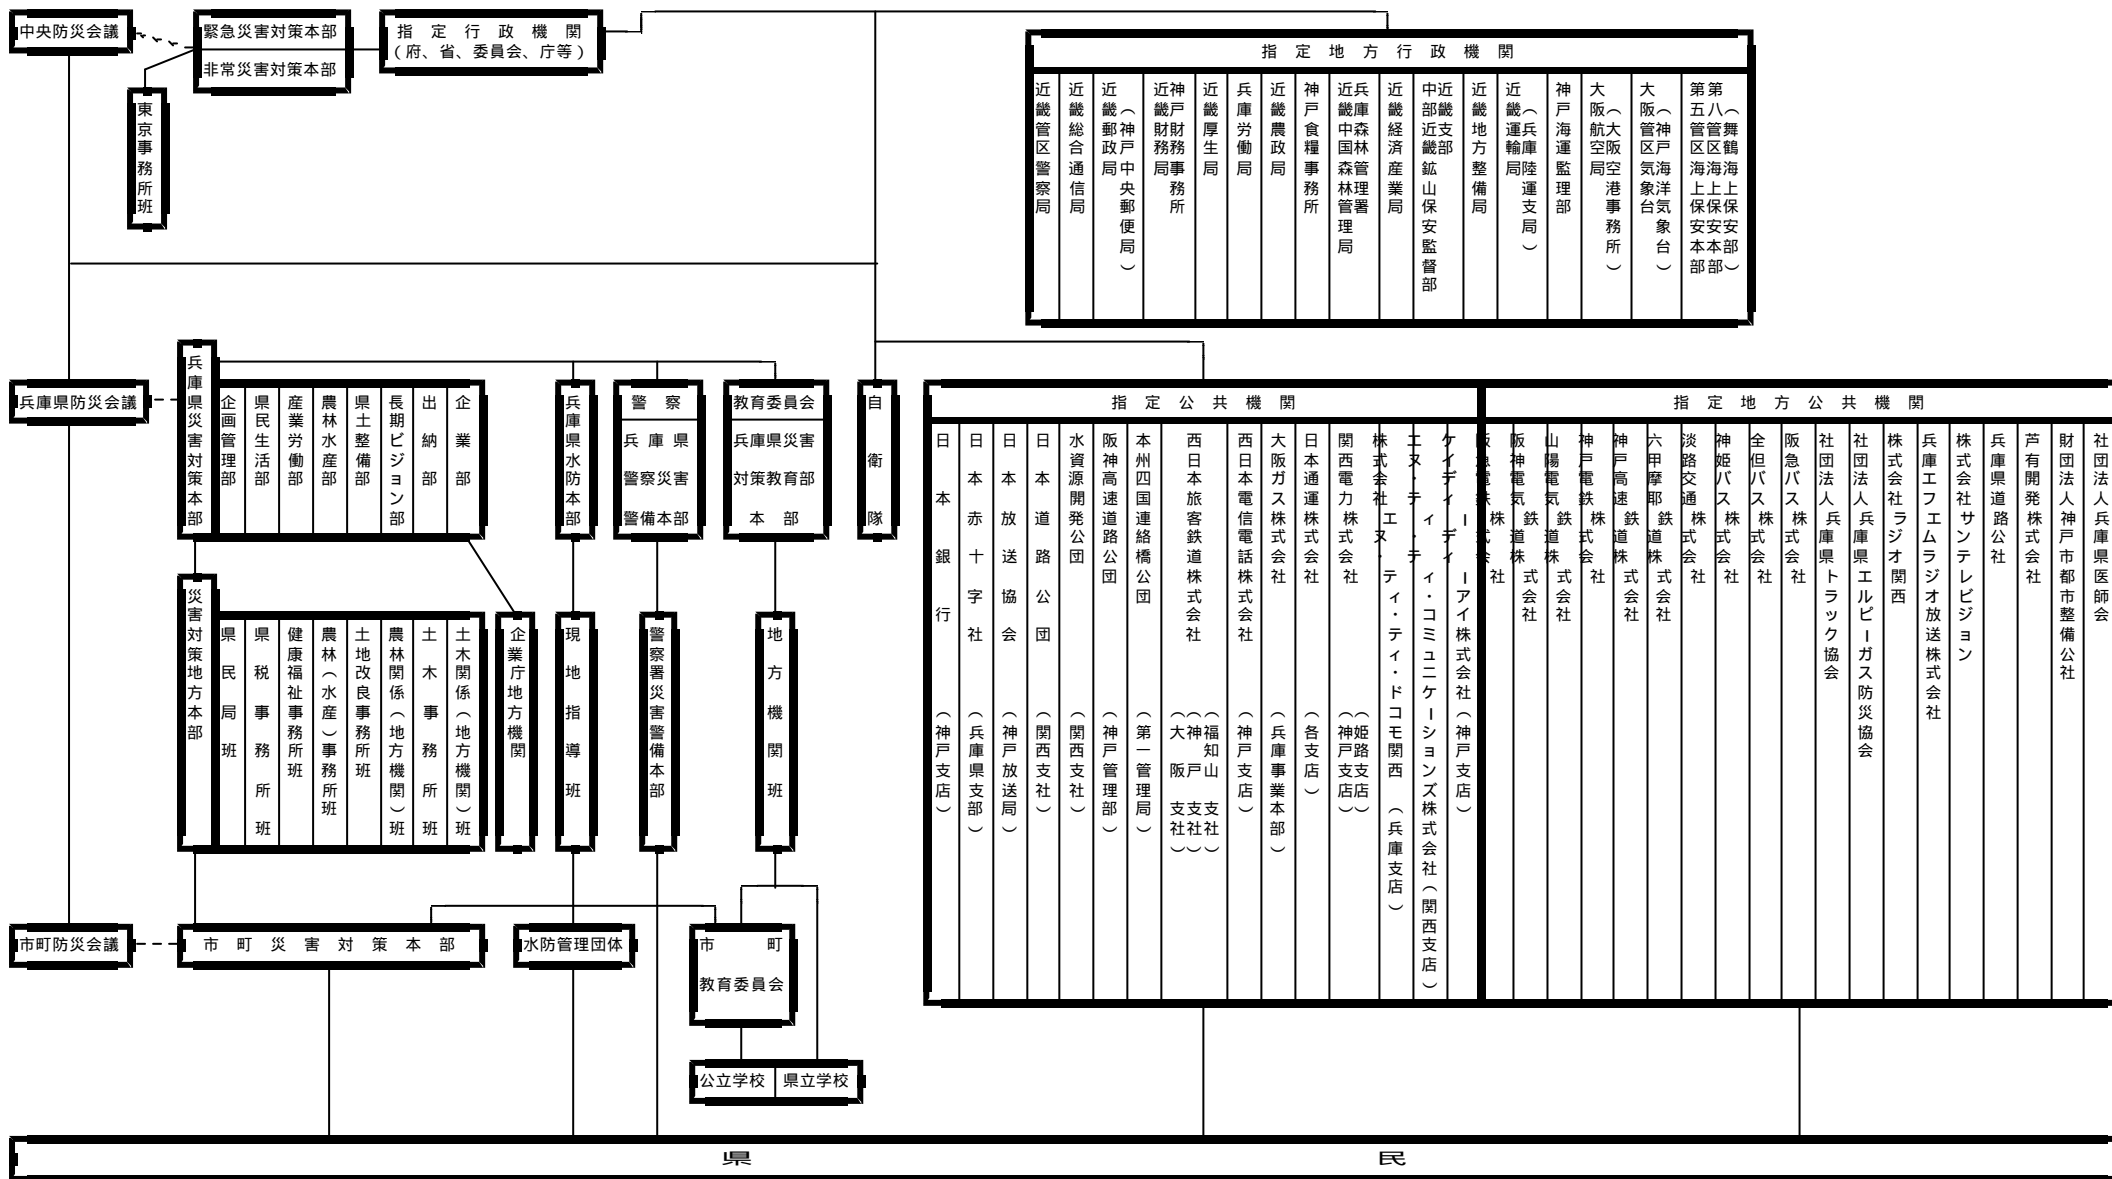 中央防災会議
緊急災害対策本部
非常災害対策本部
指定行政機関
(府、省、委員会、庁等)
東京事務所班
指定地方行政機関
近畿管区警察局
近畿総合通信局
近畿郵政局
(神戸中央郵便局)
近畿財務局
神戸財務事務所
近畿厚生局
兵庫労働局
近畿農政局
神戸食糧事務所
近畿中国森林管理局
兵庫森林管理署
近畿経済産業局
中部近畿鉱山保安監督部
近畿支部
近畿地方整備局
近畿運輸局
(兵庫陸運支局)
神戸海運監理部
大阪航空局
(大阪空港事務所)
大阪管区気象台
(神戸海洋気象台)
第五管区海上保安本部
第八管区海上保安本部
(舞鶴海上保安部)
兵庫県防災会議
兵庫県災害対策本部
企画管理部
県民生活部
産業労働部
農林水産部
県土整備部
長期ビジョン部
出納部
企業部
兵庫県水防本部
警察
兵庫県
警察災害
警備本部
教育委員会
兵庫県災害
対策教育部
本部
自衛隊
災害対策地方本部
県民局班
県税事務所班
健康福祉事務所班
農林(水産)事務所班
土地改良事務所班
農林関係(地方機関)班
土木事務所班
土木関係(地方機関)班
企業庁地方機関
現地指導班
警察署災害警備本部
地方機関班
指定公共機関
日本銀行(神戸支店)
日本赤十字社(兵庫県支部)
日本放送協会(神戸放送局)
日本道路公団(関西支社)
水資源開発公団(関西支社)
阪神高速道路公団(神戸管理部)
本州四国連絡橋公団(第一管理局)
西日本旅客鉄道株式会社
(大阪支社)
(神戸支社)
(福知山支社)
西日本電信電話株式会社(神戸支店)
大阪ガス株式会社(兵庫事業本部)
日本通運株式会社(各支店)
関西電力株式会社(神戸支店)
(姫路支店)
株式会社エヌ・ティ・ティ・ドコモ関西(兵庫支店)
エヌ・ティ・ティ・コミュニケーションズ株式会社(関西支店)
ケイディーディーアイ株式会社(神戸支店)
指定地方公共機関
阪急電鉄株式会社
阪神電気鉄道株式会社
山陽電気鉄道株式会社
神戸電鉄株式会社
神戸高速鉄道株式会社
六甲摩耶鉄道株式会社
淡路交通株式会社
神姫バス株式会社
全但バス株式会社
阪急バス株式会社
社団法人兵庫県トラック協会
社団法人兵庫県エルピーガス防災協会
株式会社ラジオ関西
兵庫エフエムラジオ放送株式会社
株式会社サンテレビジョン
兵庫県道路公社
芦有開発株式会社
財団法人神戸市都市整備公社
社団法人兵庫県医師会
市町防災会議
市町災害対策本部
水防管理団体
市町
教育委員会
公立学校
県立学校
県民